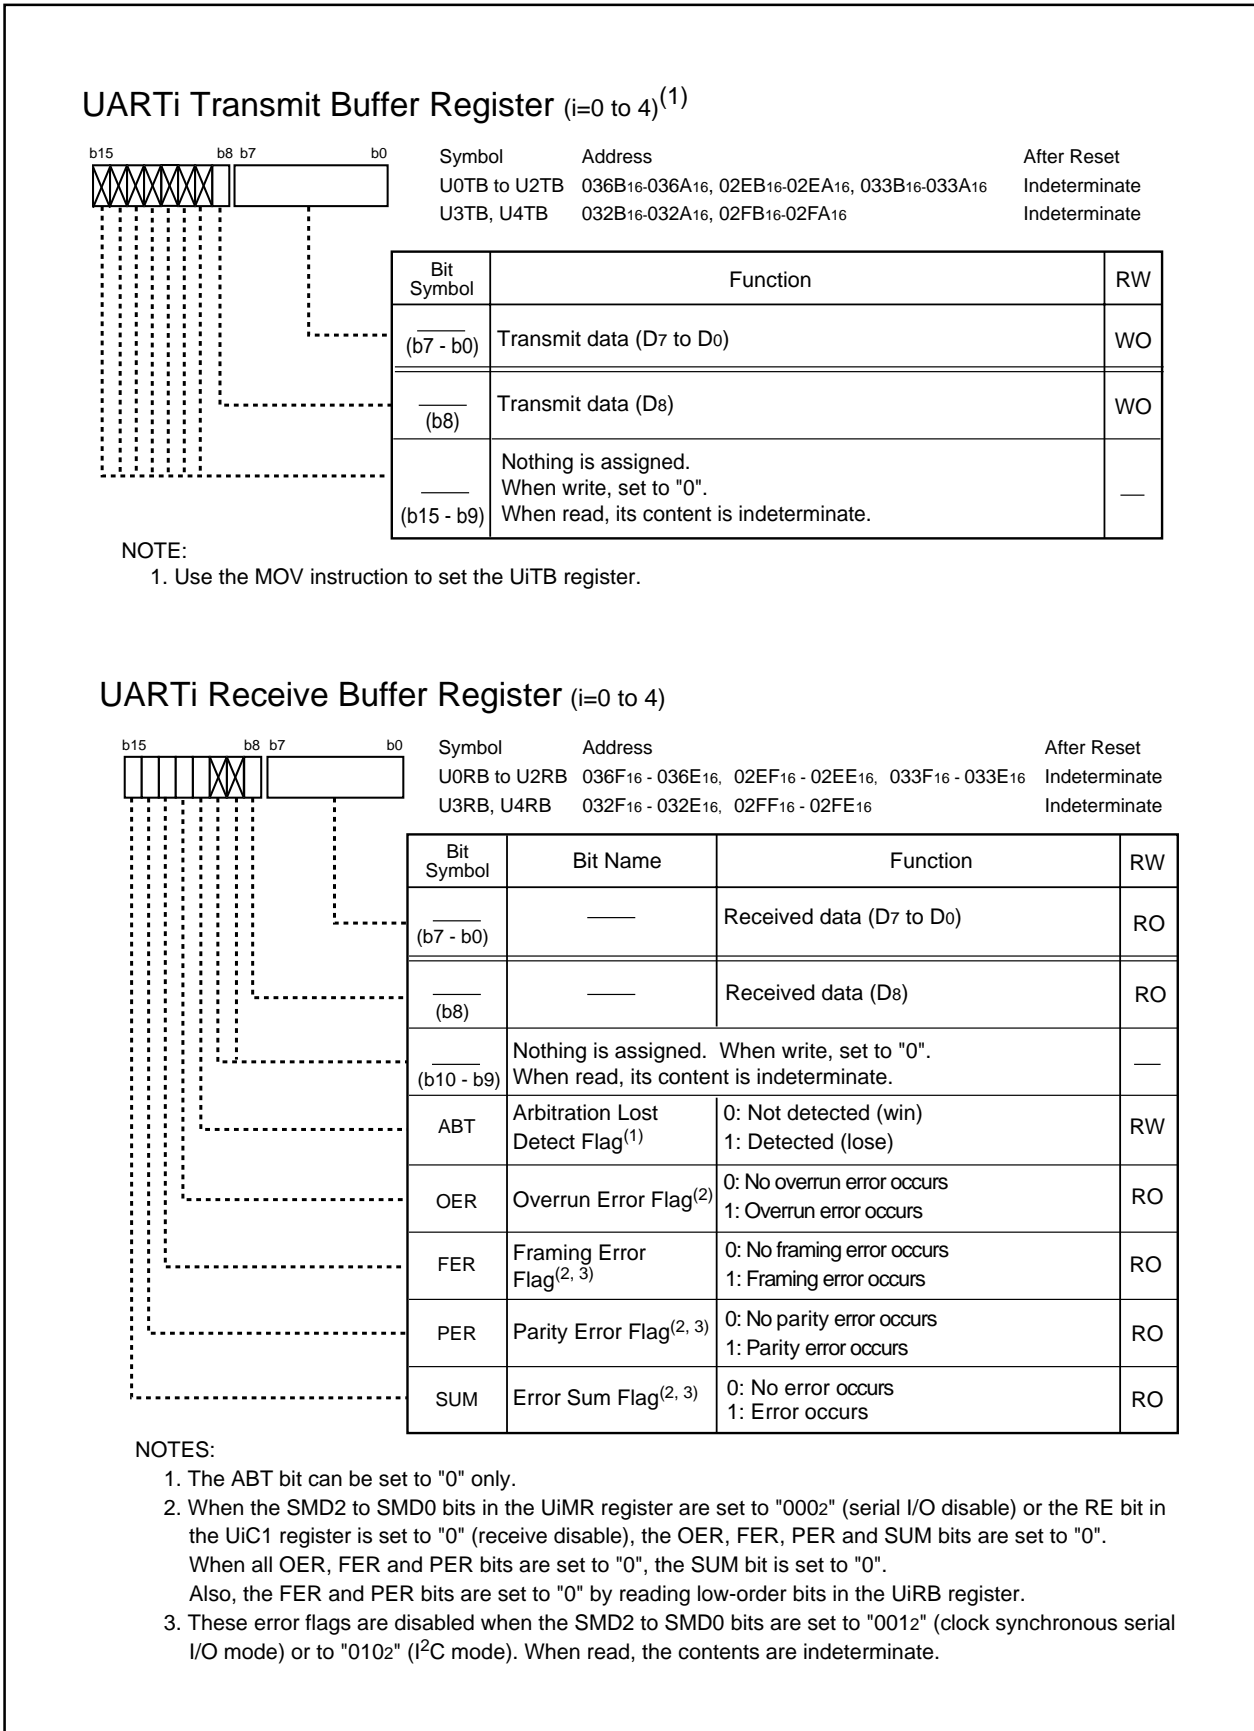 UARTi Transmit Buffer Register (i=0 to 4)(1)
b15 b8 b7 b0
Symbol Address After Reset
U0TB to U2TB 036B16-036A16, 02EB16-02EA16, 033B16-033A16 Indeterminate
U3TB, U4TB 032B16-032A16, 02FB16-02FA16 Indeterminate
Bit Symbol Function RW
(b7 - b0) Transmit data (D7 to D0) WO
(b8) Transmit data (D8) WO
Nothing is assigned.
When write, set to "0".
(b15 - b9) When read, its content is indeterminate.
NOTE:
1. Use the MOV instruction to set the UiTB register.
UARTi Receive Buffer Register (i=0 to 4)
b15 b8 b7 b0
Symbol Address After Reset
U0RB to U2RB 036F16 - 036E16, 02EF16 - 02EE16, 033F16 - 033E16 Indeterminate
U3RB, U4RB 032F16 - 032E16, 02FF16 - 02FE16 Indeterminate
Bit Symbol Bit Name Function RW
(b7 - b0) Received data (D7 to D0) RO
(b8) Received data (D8) RO
Nothing is assigned. When write, set to "0".
(b10 - b9) When read, its content is indeterminate.
ABT Arbitration Lost Detect Flag(1) 0: Not detected (win) RW
1: Detected (lose)
OER Overrun Error Flag(2) 0: No overrun error occurs RO
1: Overrun error occurs
FER Framing Error Flag(2, 3) 0: No framing error occurs RO
1: Framing error occurs
PER Parity Error Flag(2, 3) 0: No parity error occurs RO
1: Parity error occurs
SUM Error Sum Flag(2, 3) 0: No error occurs RO
1: Error occurs
NOTES:
1. The ABT bit can be set to "0" only.
2. When the SMD2 to SMD0 bits in the UiMR register are set to "0002" (serial I/O disable) or the RE bit in
the UiC1 register is set to "0" (receive disable), the OER, FER, PER and SUM bits are set to "0".
When all OER, FER and PER bits are set to "0", the SUM bit is set to "0".
Also, the FER and PER bits are set to "0" by reading low-order bits in the UiRB register.
3. These error flags are disabled when the SMD2 to SMD0 bits are set to "0012" (clock synchronous serial
I/O mode) or to "0102" (I2C mode). When read, the contents are indeterminate.